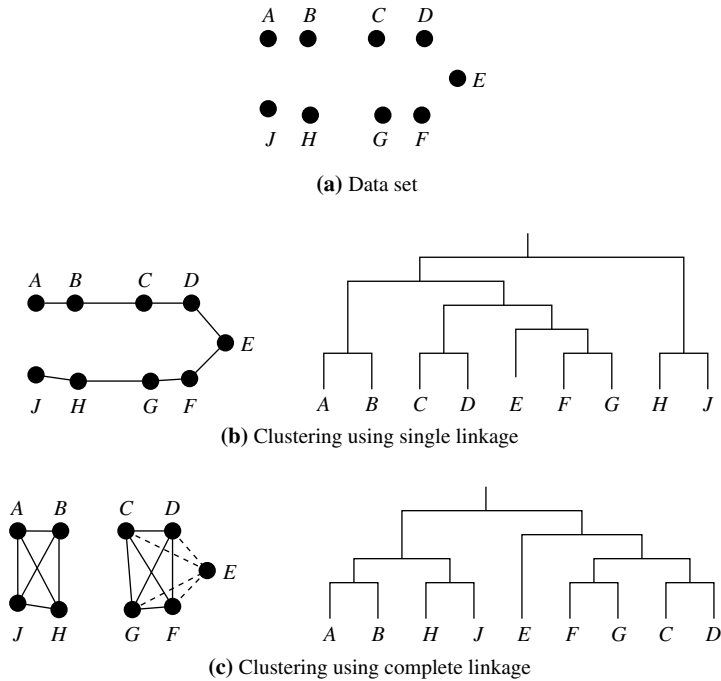 A B C D
E
J H G F
(a) Data set
A B C D
E
J H G F
A B C D E F G H J
(b) Clustering using single linkage
A B C D
E
J H G F
A B H J E F G C D
(c) Clustering using complete linkage